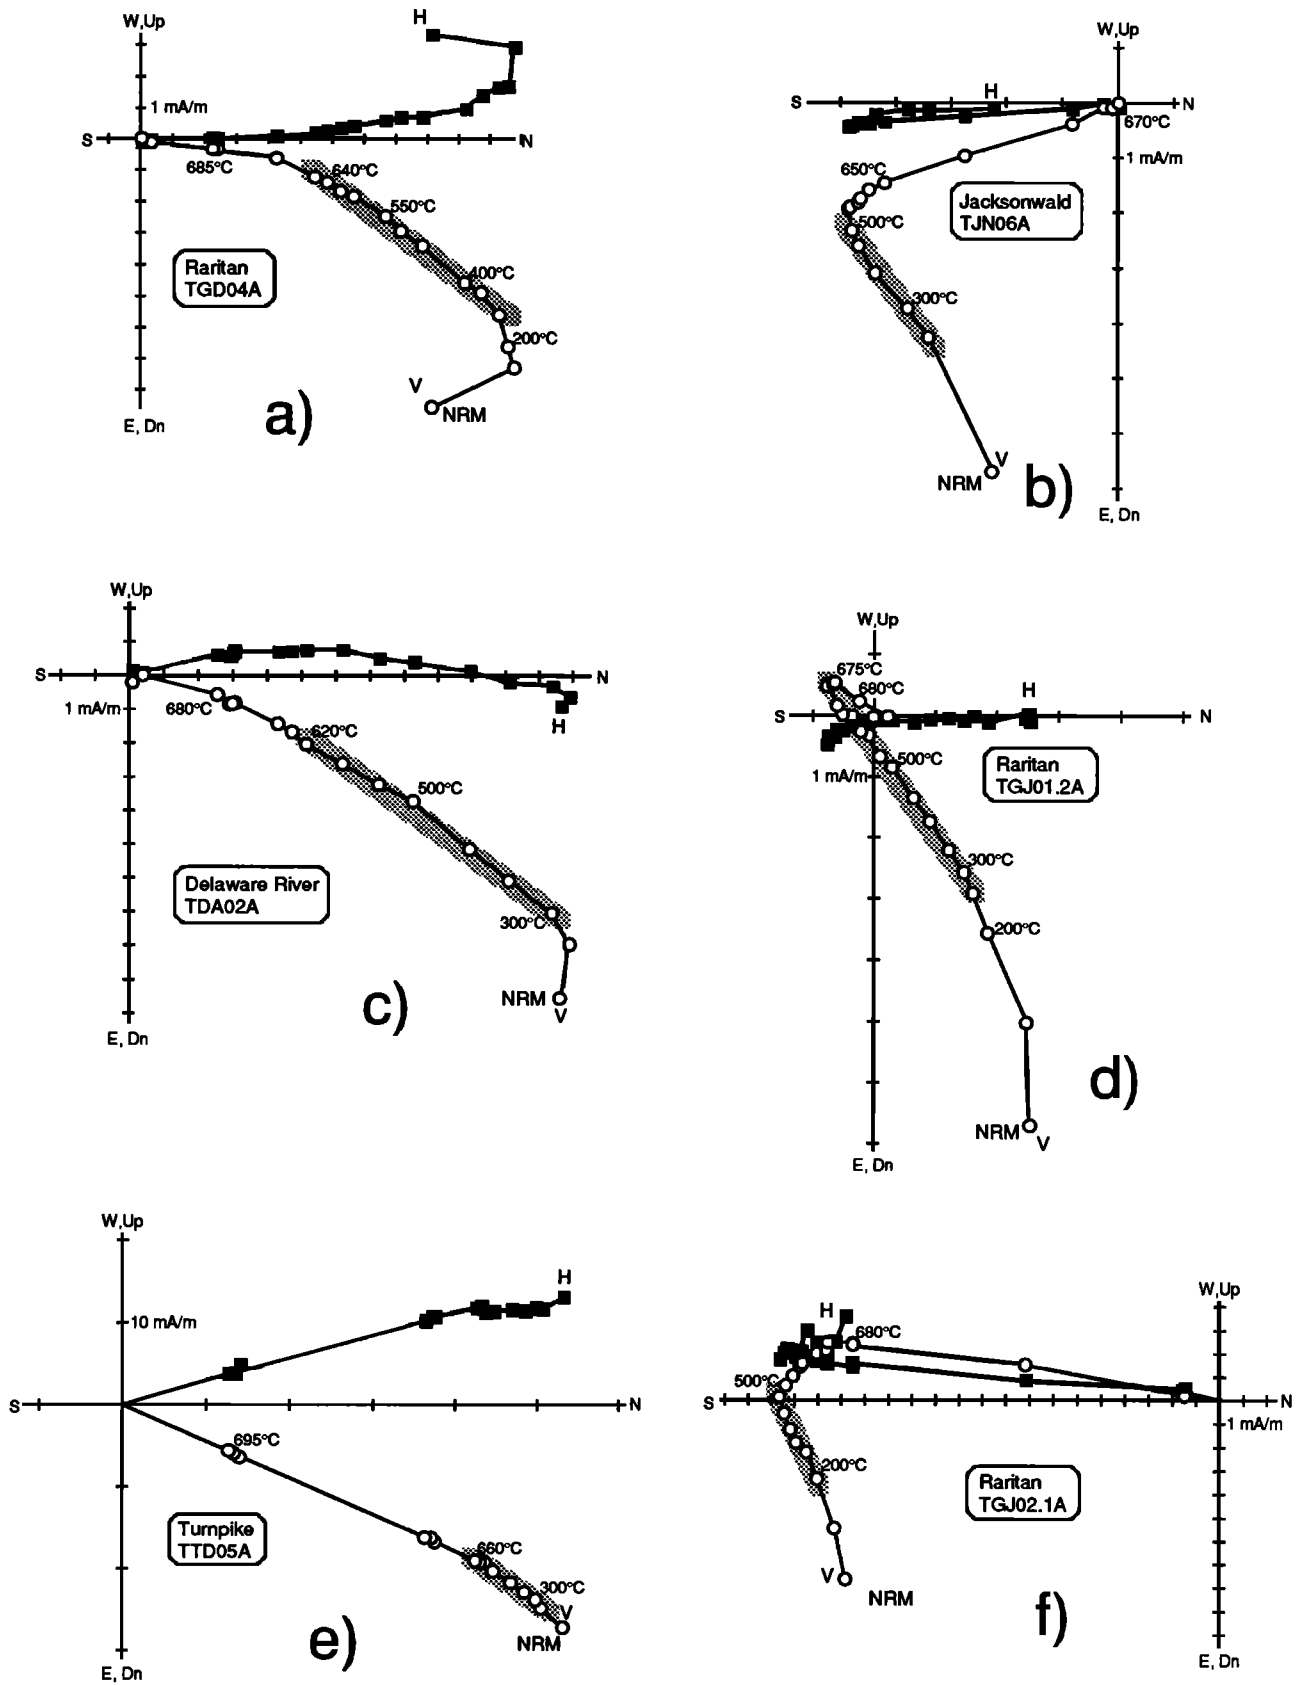 W,Up
H
1 mA/m
S
N
685°C
640°C
550°C
400°C
200°C
Raritan
TGD04A
V
NRM
E, Dn
a)
W,Up
H
S
N
670°C
1 mA/m
650°C
500°C
300°C
Jacksonwald
TJN06A
V
NRM
E, Dn
b)
W,Up
S
N
1 mA/m
680°C
H
620°C
500°C
300°C
Delaware River
TDA02A
NRM
V
E, Dn
c)
W,Up
675°C
680°C
H
S
N
500°C
1 mA/m
Raritan
TGJ01.2A
300°C
200°C
NRM
V
E, Dn
d)
W,Up
H
10 mA/m
S
N
695°C
660°C
300°C
Turnpike
TTD05A
V
NRM
E, Dn
e)
W,Up
H
680°C
500°C
S
N
1 mA/m
200°C
Raritan
TGJ02.1A
V
NRM
E, Dn
f)